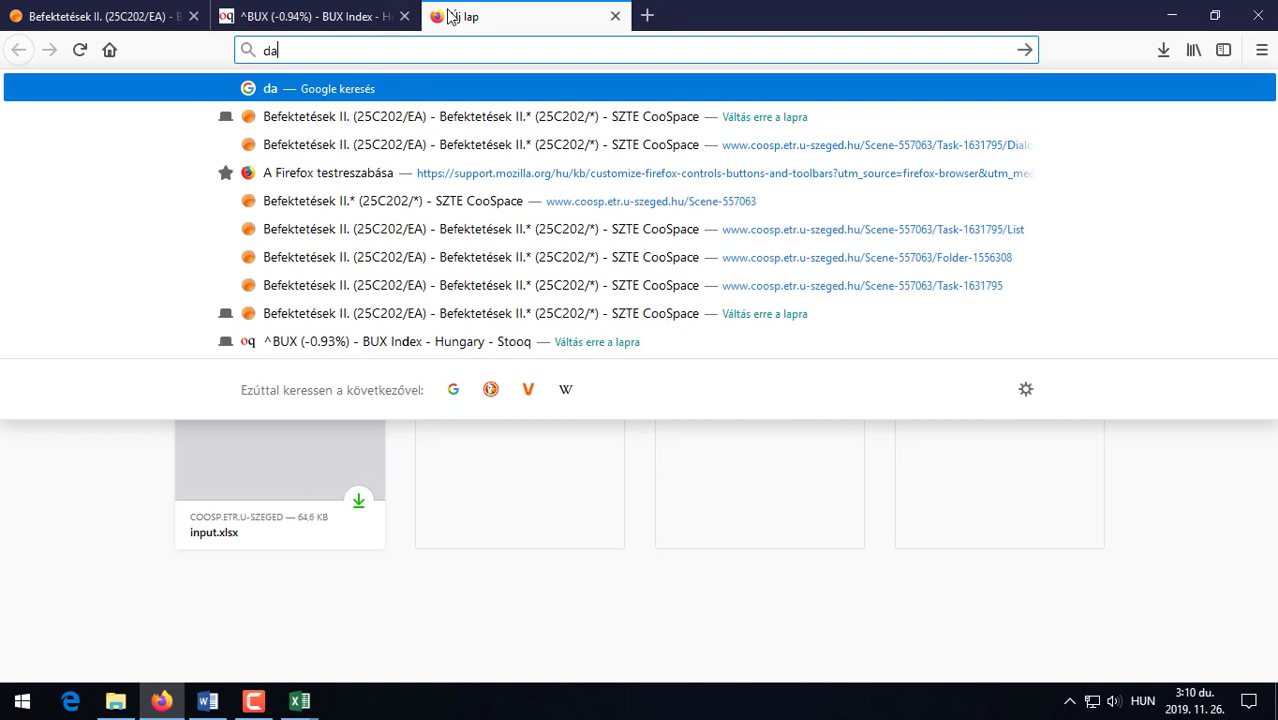 Befektetések II. (25C202/EA) - B
oq ^BUX (-0.94%) - BUX Index - H
lap
da
da — Google keresés
Befektetések II. (25C202/EA) - Befektetések II.* (25C202/*) - SZTE CooSpace — Váltás erre a lapra
Befektetések II. (25C202/EA) - Befektetések II.* (25C202/*) - SZTE CooSpace — www.coosp.etr.u-szeged.hu/Scene-557063/Task-1631795/Dialo
A Firefox testreszabása — https://support.mozilla.org/hu/kb/customize-firefox-controls-buttons-and-toolbars?utm_source=firefox-browser&utm_me
Befektetések II.* (25C202/*) - SZTE CooSpace — www.coosp.etr.u-szeged.hu/Scene-557063
Befektetések II. (25C202/EA) - Befektetések II.* (25C202/*) - SZTE CooSpace — www.coosp.etr.u-szeged.hu/Scene-557063/Task-1631795/List
Befektetések II. (25C202/EA) - Befektetések II.* (25C202/*) - SZTE CooSpace — www.coosp.etr.u-szeged.hu/Scene-557063/Folder-1556308
Befektetések II. (25C202/EA) - Befektetések II.* (25C202/*) - SZTE CooSpace — www.coosp.etr.u-szeged.hu/Scene-557063/Task-1631795
Befektetések II. (25C202/EA) - Befektetések II.* (25C202/*) - SZTE CooSpace — Váltás erre a lapra
oq ^BUX (-0.93%) - BUX Index - Hungary - Stooq — Váltás erre a lapra
Ezúttal keressen a következővel:
COOSP.ETR.U-SZEGED — 64,6 KB
input.xlsx
HUN
3:10 du.
2019. 11. 26.